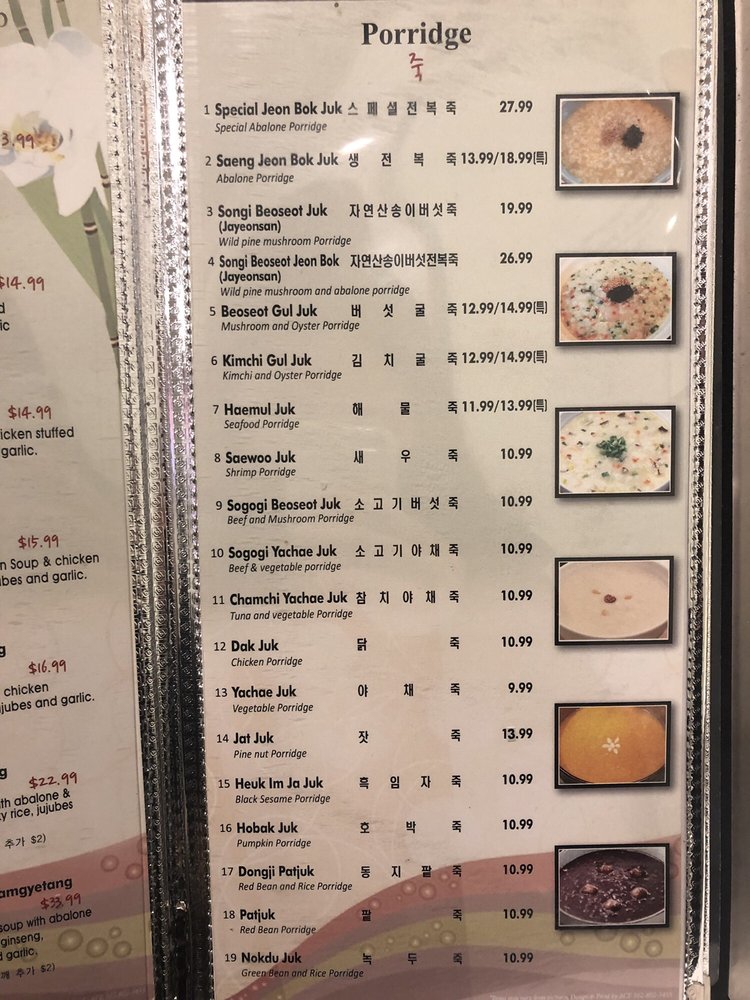 3.99
$14.99
d
ic
$14.99
icken stuffed
garlic.
$15.99
n Soup & chicken
ubes and garlic.
g
$16.99
chicken
jujubes and garlic.
g
$22.99
ith abalone &
y rice, jujubes
추가 $2)
amgyetang
$33.99
soup with abalone
ginseng,
d garlic.
깨 추가 $2)
Porridge
죽
1 Special Jeon Bok Juk 스페셜전복죽 27.99
Special Abalone Porridge
2 Saeng Jeon Bok Juk 생전복죽 13.99/18.99(특)
Abalone Porridge
3 Songi Beoseot Juk 자연산송이버섯죽 19.99
(Jayeonsan)
Wild pine mushroom Porridge
4 Songi Beoseot Jeon Bok 자연산송이버섯전복죽 26.99
(Jayeonsan)
Wild pine mushroom and abalone porridge
5 Beoseot Gul Juk 버섯굴죽 12.99/14.99(특)
Mushroom and Oyster Porridge
6 Kimchi Gul Juk 김치굴죽 12.99/14.99(특)
Kimchi and Oyster Porridge
7 Haemul Juk 해물죽 11.99/13.99(특)
Seafood Porridge
8 Saewoo Juk 새우죽 10.99
Shrimp Porridge
9 Sogogi Beoseot Juk 소고기버섯죽 10.99
Beef and Mushroom Porridge
10 Sogogi Yachae Juk 소고기야채죽 10.99
Beef & vegetable porridge
11 Chamchi Yachae Juk 참치야채죽 10.99
Tuna and vegetable Porridge
12 Dak Juk 닭죽 10.99
Chicken Porridge
13 Yachae Juk 야채죽 9.99
Vegetable Porridge
14 Jat Juk 잣죽 13.99
Pine nut Porridge
15 Heuk Im Ja Juk 흑임자죽 10.99
Black Sesame Porridge
16 Hobak Juk 호박죽 10.99
Pumpkin Porridge
17 Dongji Patjuk 동지팥죽 10.99
Red Bean and Rice Porridge
18 Patjuk 팥죽 10.99
Red Bean Porridge
19 Nokdu Juk 녹두죽 10.99
Green Bean and Rice Porridge